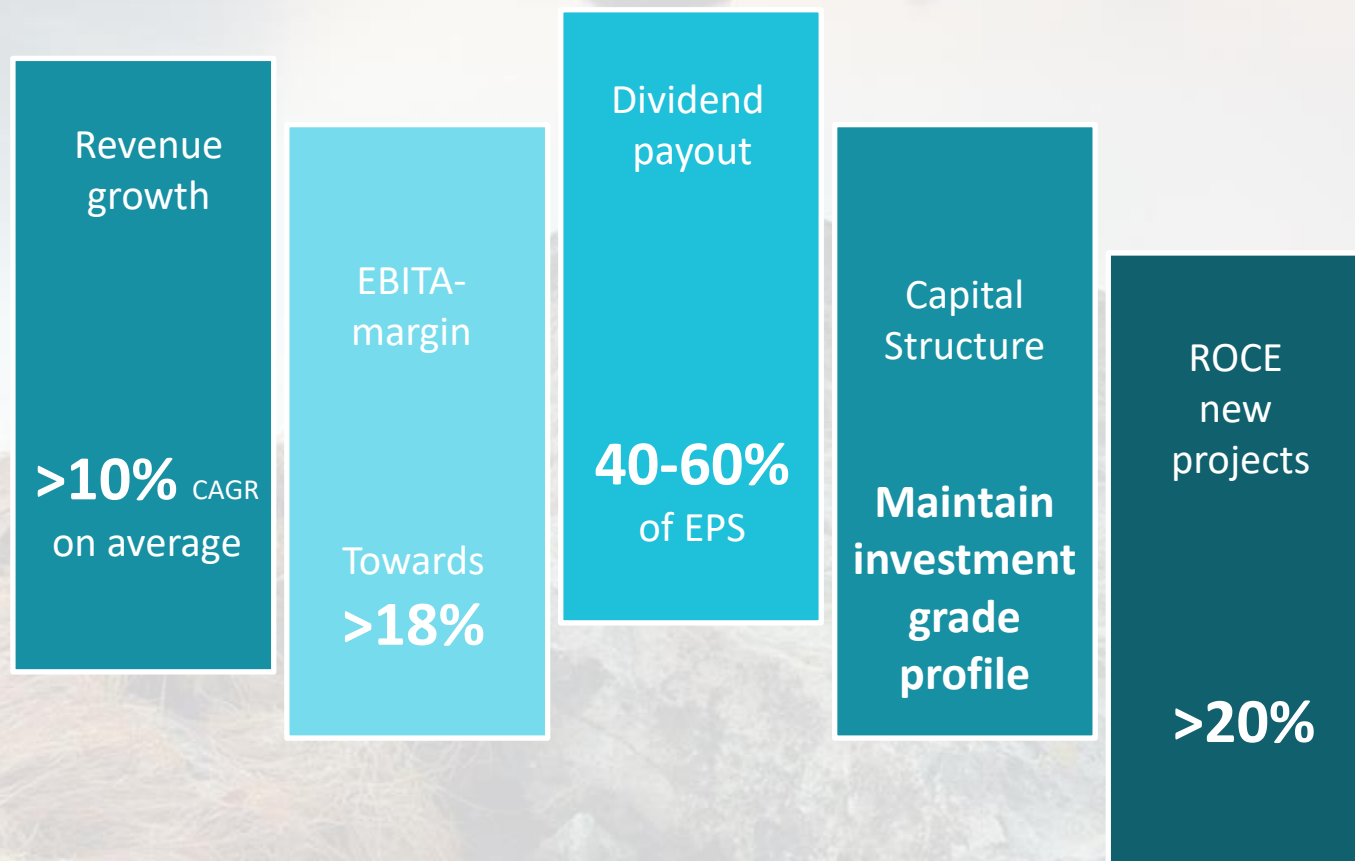 Revenue
growth
>10% CAGR
on average
EBITA-
margin
Towards
>18%
Dividend
payout
40-60%
of EPS
Capital
Structure
Maintain
investment
grade
profile
ROCE
new
projects
>20%